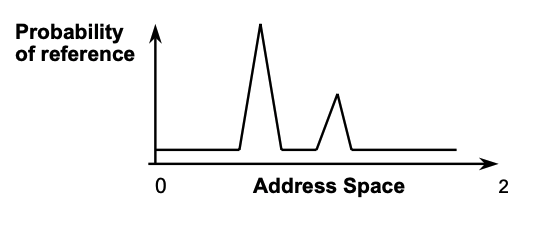 Probability
of reference
0 Address Space 2